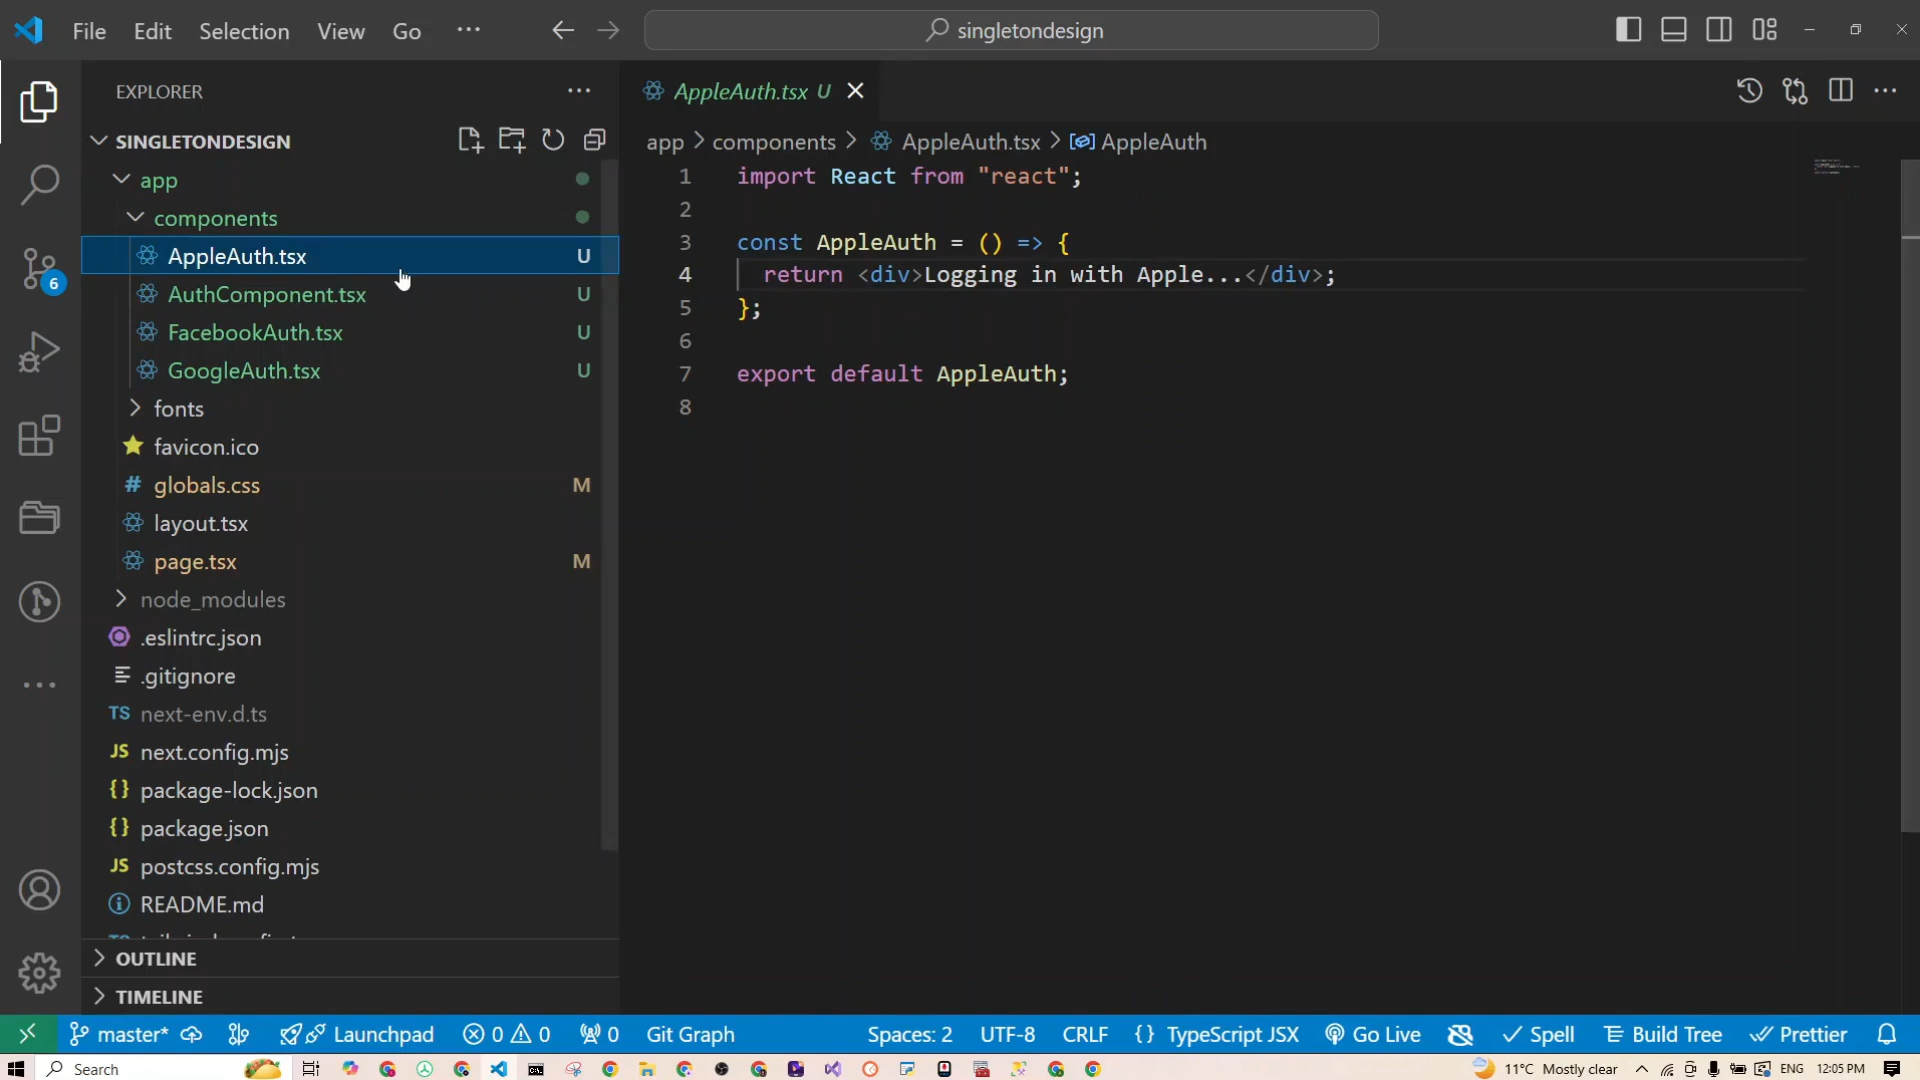 File Edit Selection View Go ··· singletondesign
EXPLORER ···
SINGLETONDESIGN
app
components
AppleAuth.tsx U
AuthComponent.tsx U
FacebookAuth.tsx U
GoogleAuth.tsx U
fonts
favicon.ico
# globals.css M
layout.tsx
page.tsx M
node_modules
.eslintrc.json
.gitignore
TS next-env.d.ts
JS next.config.mjs
{} package-lock.json
{} package.json
JS postcss.config.mjs
README.md
OUTLINE
TIMELINE
AppleAuth.tsx U
app > components > AppleAuth.tsx > AppleAuth
1 import React from "react";
2
3 const AppleAuth = () => {
4 return <div>Logging in with Apple...</div>;
5 };
6
7 export default AppleAuth;
8
6
master* Launchpad 0 0 0 Git Graph Spaces: 2 UTF-8 CRLF {} TypeScript JSX Go Live Spell Build Tree Prettier
Search 11°C Mostly clear ENG 12:05 PM